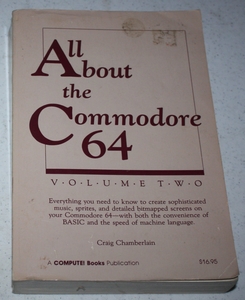 All
About
the
Commodore
64
V·O·L·U·M·E T·W·O
Everything you need to know to create sophisticated
music, sprites, and detailed bitmapped screens on
your Commodore 64—with both the convenience of
BASIC and the speed of machine language.
Craig Chamberlain
A COMPUTE! Books Publication $16.95